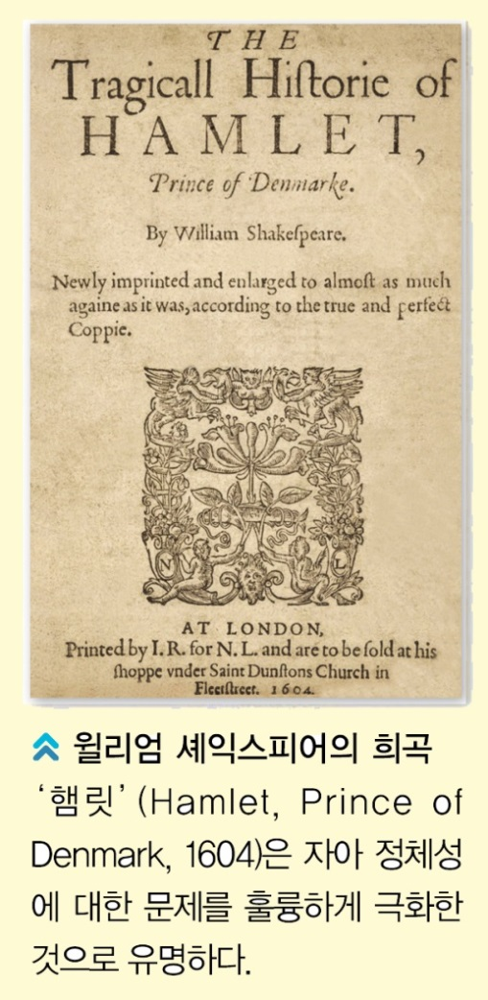 THE
Tragicall Hiſtorie of
HAMLET,
Prince of Denmarke.
By William Shakeſpeare.
Newly imprinted and enlarged to almoſt as much
againe as it was, according to the true and perfect
Coppie.
N L
AT LONDON,
Printed by I. R. for N. L. and are to be ſold at his
ſhoppe vnder Saint Dunſtons Church in
Fleetſtreet. 1604.
윌리엄 셰익스피어의 희곡
‘햄릿’(Hamlet, Prince of
Denmark, 1604)은 자아 정체성
에 대한 문제를 훌륭하게 극화한
것으로 유명하다.